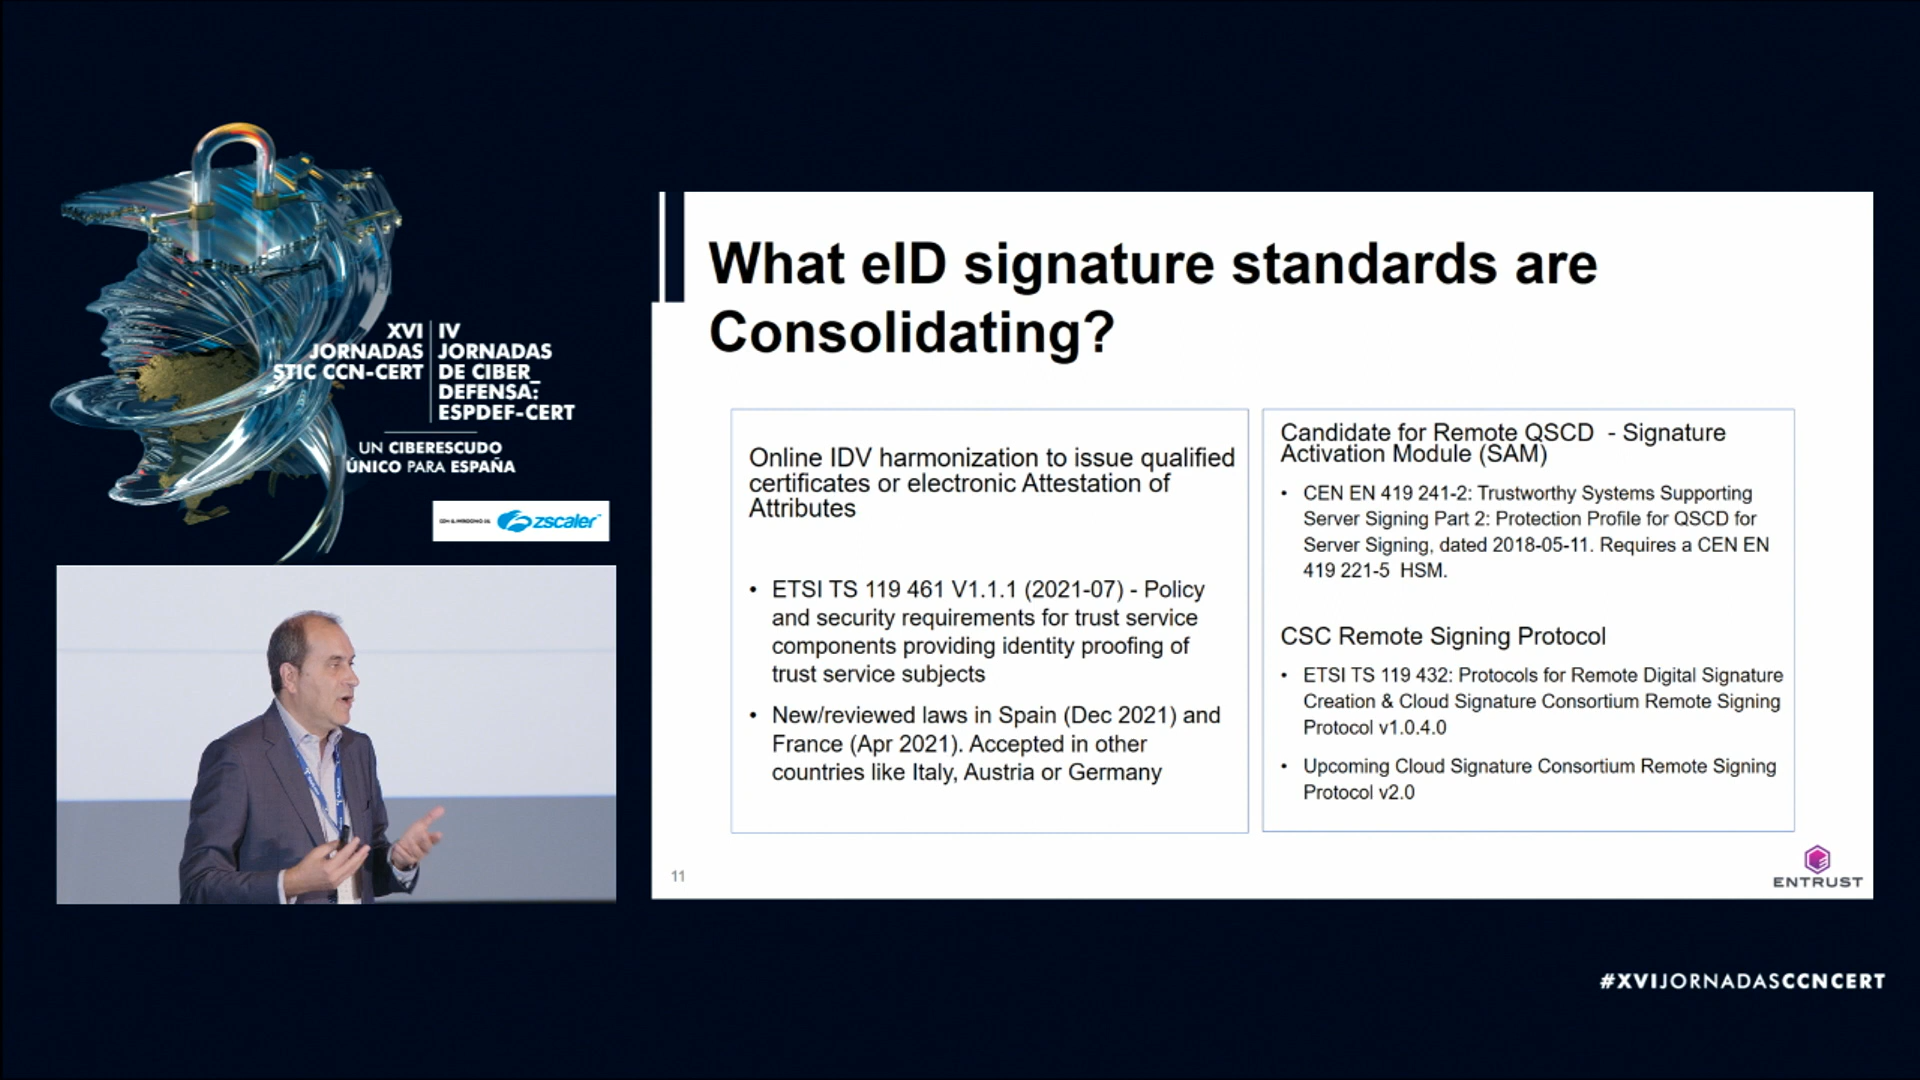 XVI
JORNADAS
STIC CCN-CERT
IV
JORNADAS
DE CIBER_
DEFENSA:
ESPDEF-CERT
UN CIBERESCUDO
ÚNICO PARA ESPAÑA
zscaler
What eID signature standards are
Consolidating?
Online IDV harmonization to issue qualified
certificates or electronic Attestation of
Attributes
• ETSI TS 119 461 V1.1.1 (2021-07) - Policy
and security requirements for trust service
components providing identity proofing of
trust service subjects
• New/reviewed laws in Spain (Dec 2021) and
France (Apr 2021). Accepted in other
countries like Italy, Austria or Germany
Candidate for Remote QSCD - Signature
Activation Module (SAM)
• CEN EN 419 241-2: Trustworthy Systems Supporting
Server Signing Part 2: Protection Profile for QSCD for
Server Signing, dated 2018-05-11. Requires a CEN EN
419 221-5 HSM.
CSC Remote Signing Protocol
• ETSI TS 119 432: Protocols for Remote Digital Signature
Creation & Cloud Signature Consortium Remote Signing
Protocol v1.0.4.0
• Upcoming Cloud Signature Consortium Remote Signing
Protocol v2.0
11
ENTRUST
#XVIJORNADASCCNCERT